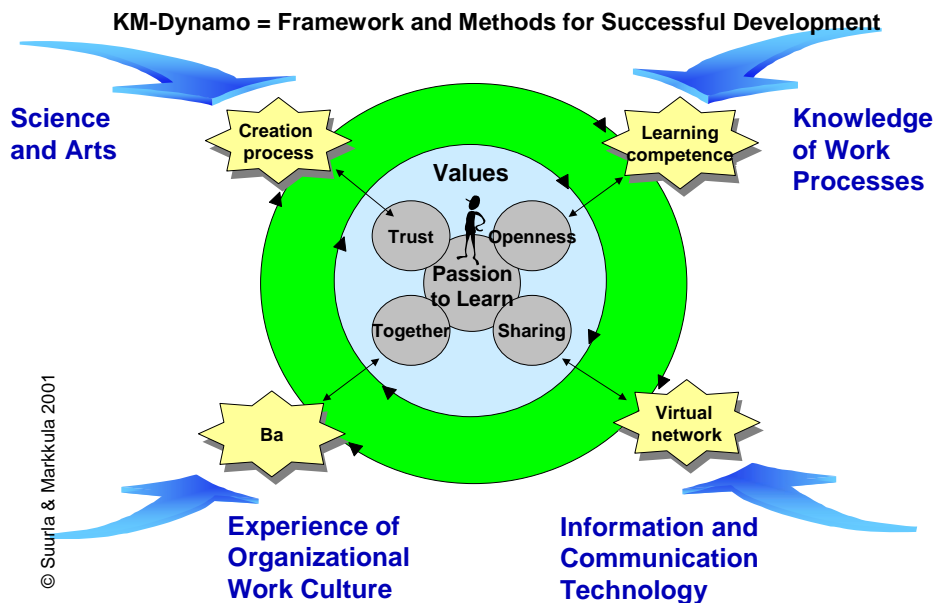 KM-Dynamo = Framework and Methods for Successful Development
Science
and Arts
Creation
process
Learning
competence
Knowledge
of Work
Processes
Values
Trust
Openness
Passion
to Learn
Together
Sharing
Ba
Virtual
network
Experience of
Organizational
Work Culture
Information and
Communication
Technology
© Suurla & Markkula 2001